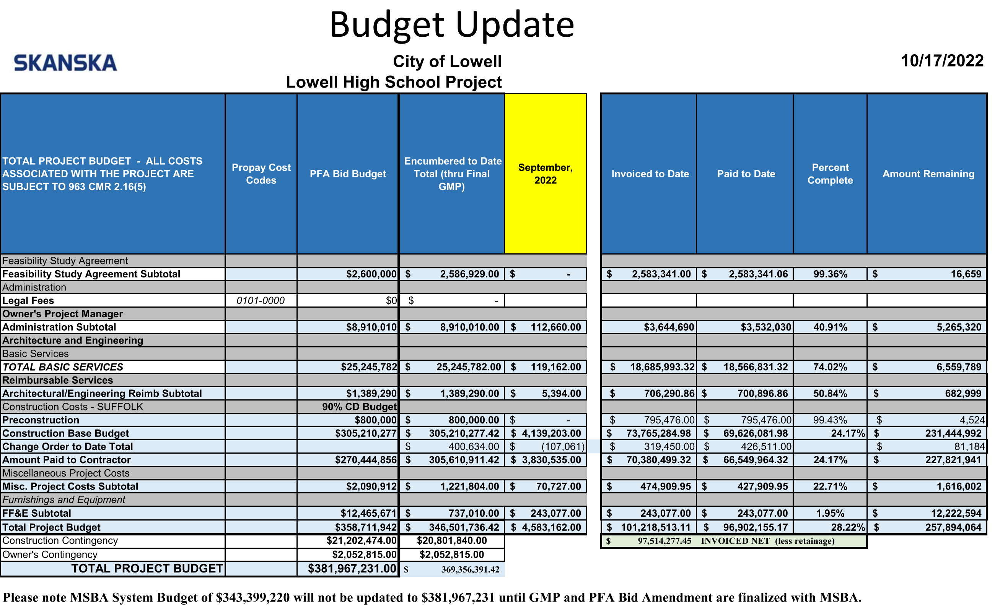 Budget Update
SKANSKA
City of Lowell
10/17/2022
Lowell High School Project
TOTAL PROJECT BUDGET - ALL COSTS ASSOCIATED WITH THE PROJECT ARE SUBJECT TO 963 CMR 2.16(5) Propay Cost Codes PFA Bid Budget Encumbered to Date Total (thru Final GMP) September, 2022 Invoiced to Date Paid to Date Percent Complete Amount Remaining
Feasibility Study Agreement
Feasibility Study Agreement Subtotal $2,600,000 $ 2,586,929.00 $ - $ 2,583,341.00 $ 2,583,341.06 99.36% $ 16,659
Administration
Legal Fees 0101-0000 $0 $ -
Owner's Project Manager
Administration Subtotal $8,910,010 $ 8,910,010.00 $ 112,660.00 $3,644,690 $3,532,030 40.91% $ 5,265,320
Architecture and Engineering
Basic Services
TOTAL BASIC SERVICES $25,245,782 $ 25,245,782.00 $ 119,162.00 $ 18,685,993.32 $ 18,566,831.32 74.02% $ 6,559,789
Reimbursable Services
Architectural/Engineering Reimb Subtotal $1,389,290 $ 1,389,290.00 $ 5,394.00 $ 706,290.86 $ 700,896.86 50.84% $ 682,999
Construction Costs - SUFFOLK 90% CD Budget
Preconstruction $800,000 $ 800,000.00 $ - $ 795,476.00 $ 795,476.00 99.43% $ 4,524
Construction Base Budget $305,210,277 $ 305,210,277.42 $ 4,139,203.00 $ 73,765,284.98 $ 69,626,081.98 24.17% $ 231,444,992
Change Order to Date Total $ 400,634.00 $ (107,061) $ 319,450.00 $ 426,511.00 $ 81,184
Amount Paid to Contractor $270,444,856 $ 305,610,911.42 $ 3,830,535.00 $ 70,380,499.32 $ 66,549,964.32 24.17% $ 227,821,941
Miscellaneous Project Costs
Misc. Project Costs Subtotal $2,090,912 $ 1,221,804.00 $ 70,727.00 $ 474,909.95 $ 427,909.95 22.71% $ 1,616,002
Furnishings and Equipment
FF&E Subtotal $12,465,671 $ 737,010.00 $ 243,077.00 $ 243,077.00 $ 243,077.00 1.95% $ 12,222,594
Total Project Budget $358,711,942 $ 346,501,736.42 $ 4,583,162.00 $ 101,218,513.11 $ 96,902,155.17 28.22% $ 257,894,064
Construction Contingency $21,202,474.00 $20,801,840.00 $ 97,514,277.45 INVOICED NET (less retainage)
Owner's Contingency $2,052,815.00 $2,052,815.00
TOTAL PROJECT BUDGET $381,967,231.00 $ 369,356,391.42
Please note MSBA System Budget of $343,399,220 will not be updated to $381,967,231 until GMP and PFA Bid Amendment are finalized with MSBA.